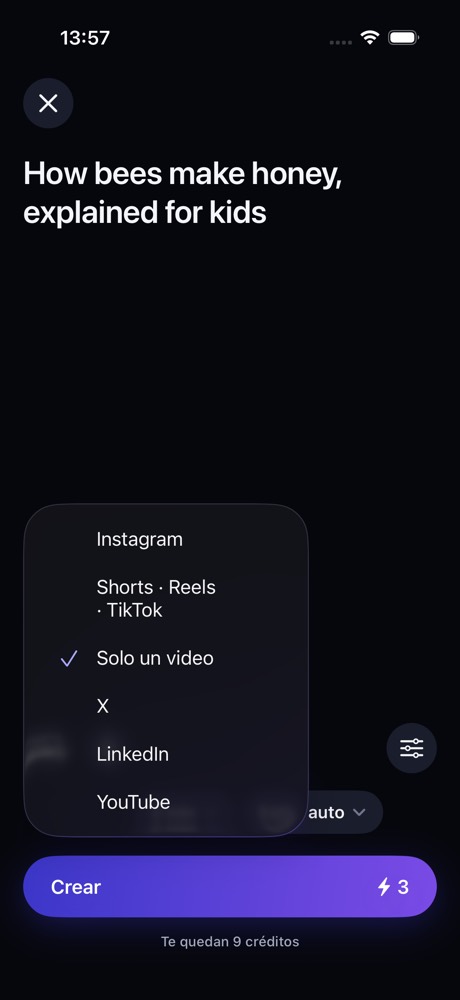 13:57
How bees make honey,
explained for kids
Instagram
Shorts · Reels
· TikTok
Solo un video
X
LinkedIn
YouTube
auto
Crear
3
Te quedan 9 créditos